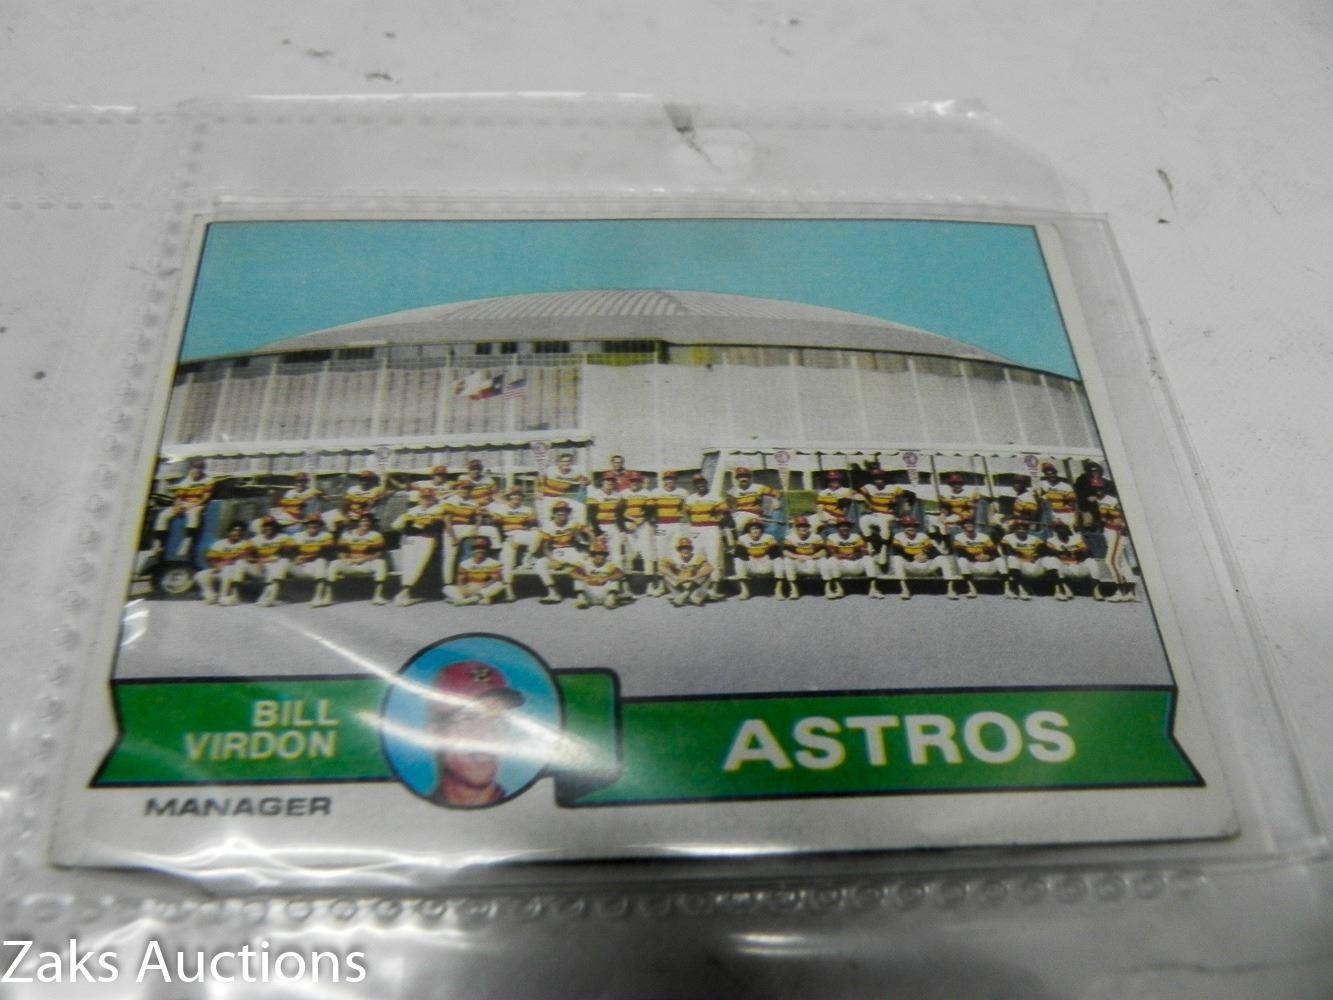 BILL
VIRDON
MANAGER
ASTROS
Zaks Auctions